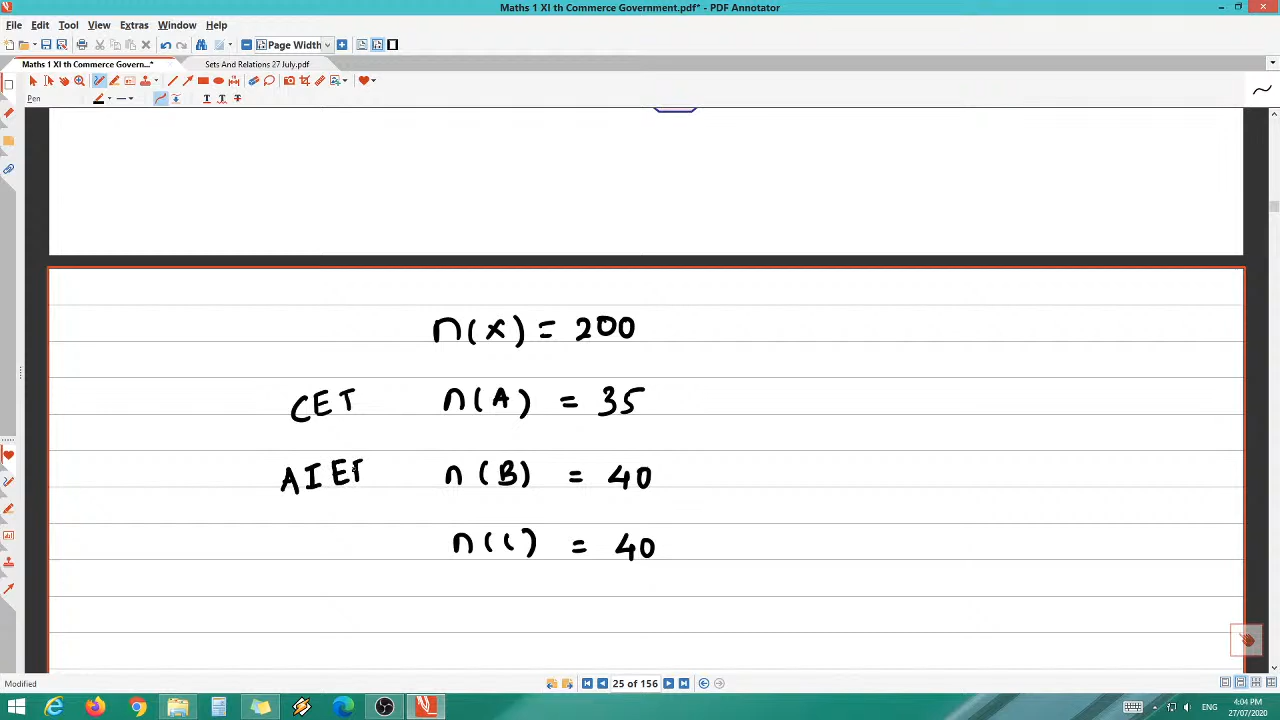 Maths 1 XI th Commerce Government.pdf* - PDF Annotator
File Edit Tool View Extras Window Help
Page Width
Maths 1 XI th Commerce Govern...* Sets And Relations 27 July.pdf
Pen
n(x) = 200
CET n(A) = 35
AIET n(B) = 40
n(C) = 40
Modified 25 of 156
ENG 4:04 PM
27/07/2020